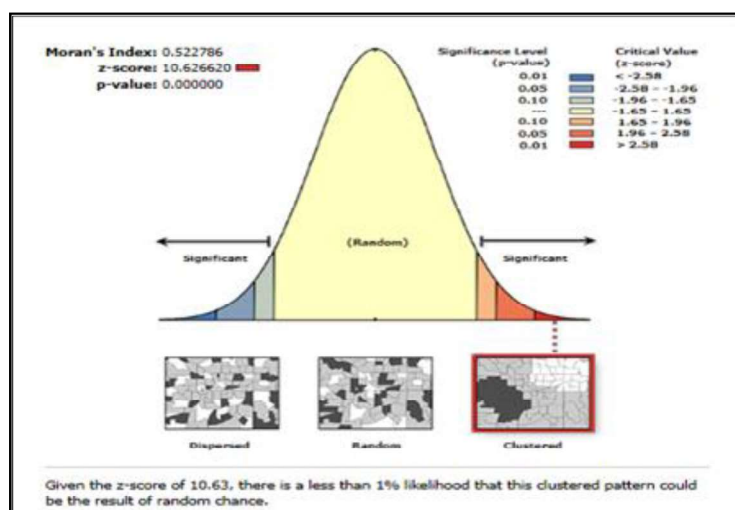 Moran's Index: 0.522786
z-score: 10.626620
p-value: 0.000000
Significance Level
(p-value)
Critical Value
(z-score)
0.01 < -2.58
0.05 -2.58 - -1.96
0.10 -1.96 - -1.65
--- -1.65 - 1.65
0.10 1.65 - 1.96
0.05 1.96 - 2.58
0.01 > 2.58
(Random)
Significant
Significant
Dispersed
Random
Clustered
Given the z-score of 10.63, there is a less than 1% likelihood that this clustered pattern could
be the result of random chance.